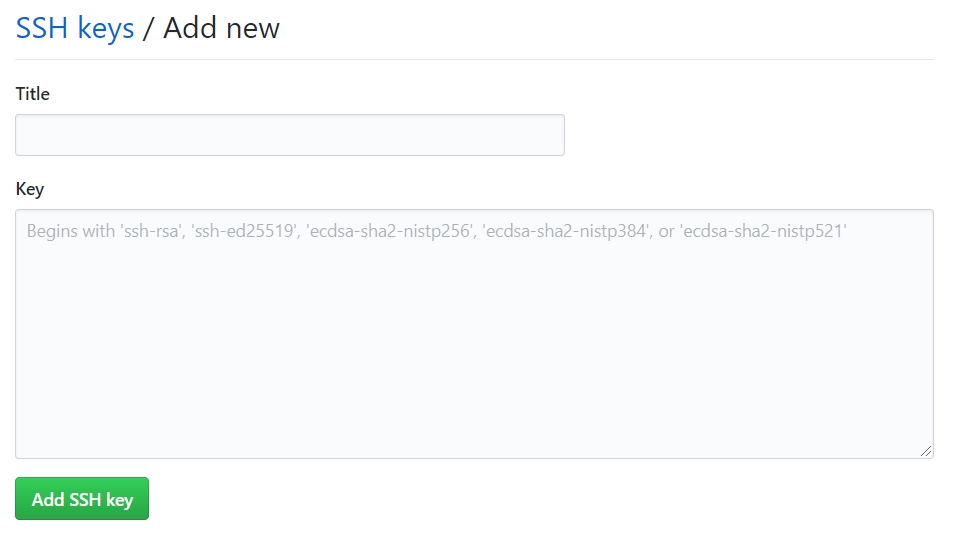 SSH keys / Add new
Title
Key
Begins with 'ssh-rsa', 'ssh-ed25519', 'ecdsa-sha2-nistp256', 'ecdsa-sha2-nistp384', or 'ecdsa-sha2-nistp521'
Add SSH key